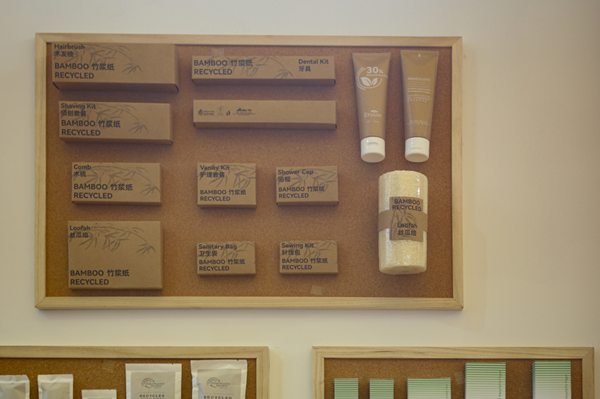 Hairbrush
木发梳
BAMBOO 竹浆纸
RECYCLED
BAMBOO 竹浆纸
RECYCLED
Dental Kit
牙具
30%
Shaving Kit
BAMBOO 竹浆纸
RECYCLED
Comb
木梳
BAMBOO 竹浆纸
RECYCLED
Vanity Kit
护理套装
BAMBOO 竹浆纸
RECYCLED
Shower Cap
浴帽
BAMBOO 竹浆纸
RECYCLED
BAMBOO
RECYCLED
Loofah
丝瓜络
Loofah
丝瓜络
BAMBOO 竹浆纸
RECYCLED
Sanitary Bag
卫生袋
BAMBOO 竹浆纸
RECYCLED
Sewing Kit
针线包
BAMBOO 竹浆纸
RECYCLED
RECYCLED
RECYCLED